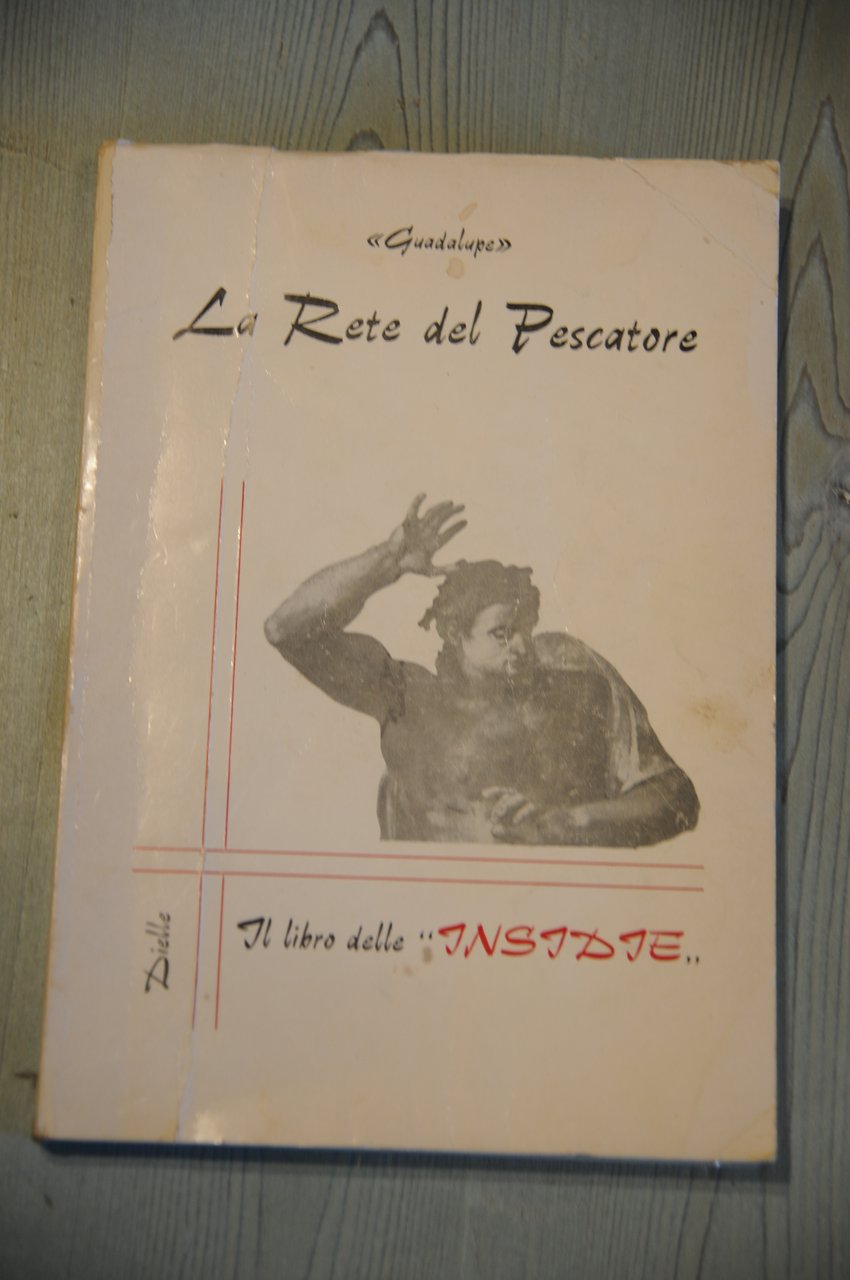 «Guadalupe»
La Rete del Pescatore
Il libro delle “INSIDIE„
Dielle